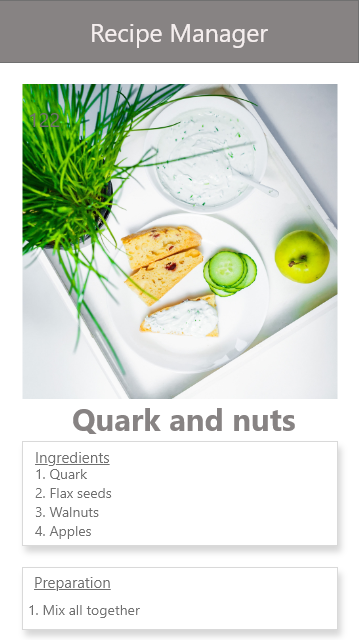 Recipe Manager
122
Quark and nuts
Ingredients
1. Quark
2. Flax seeds
3. Walnuts
4. Apples
Preparation
1. Mix all together